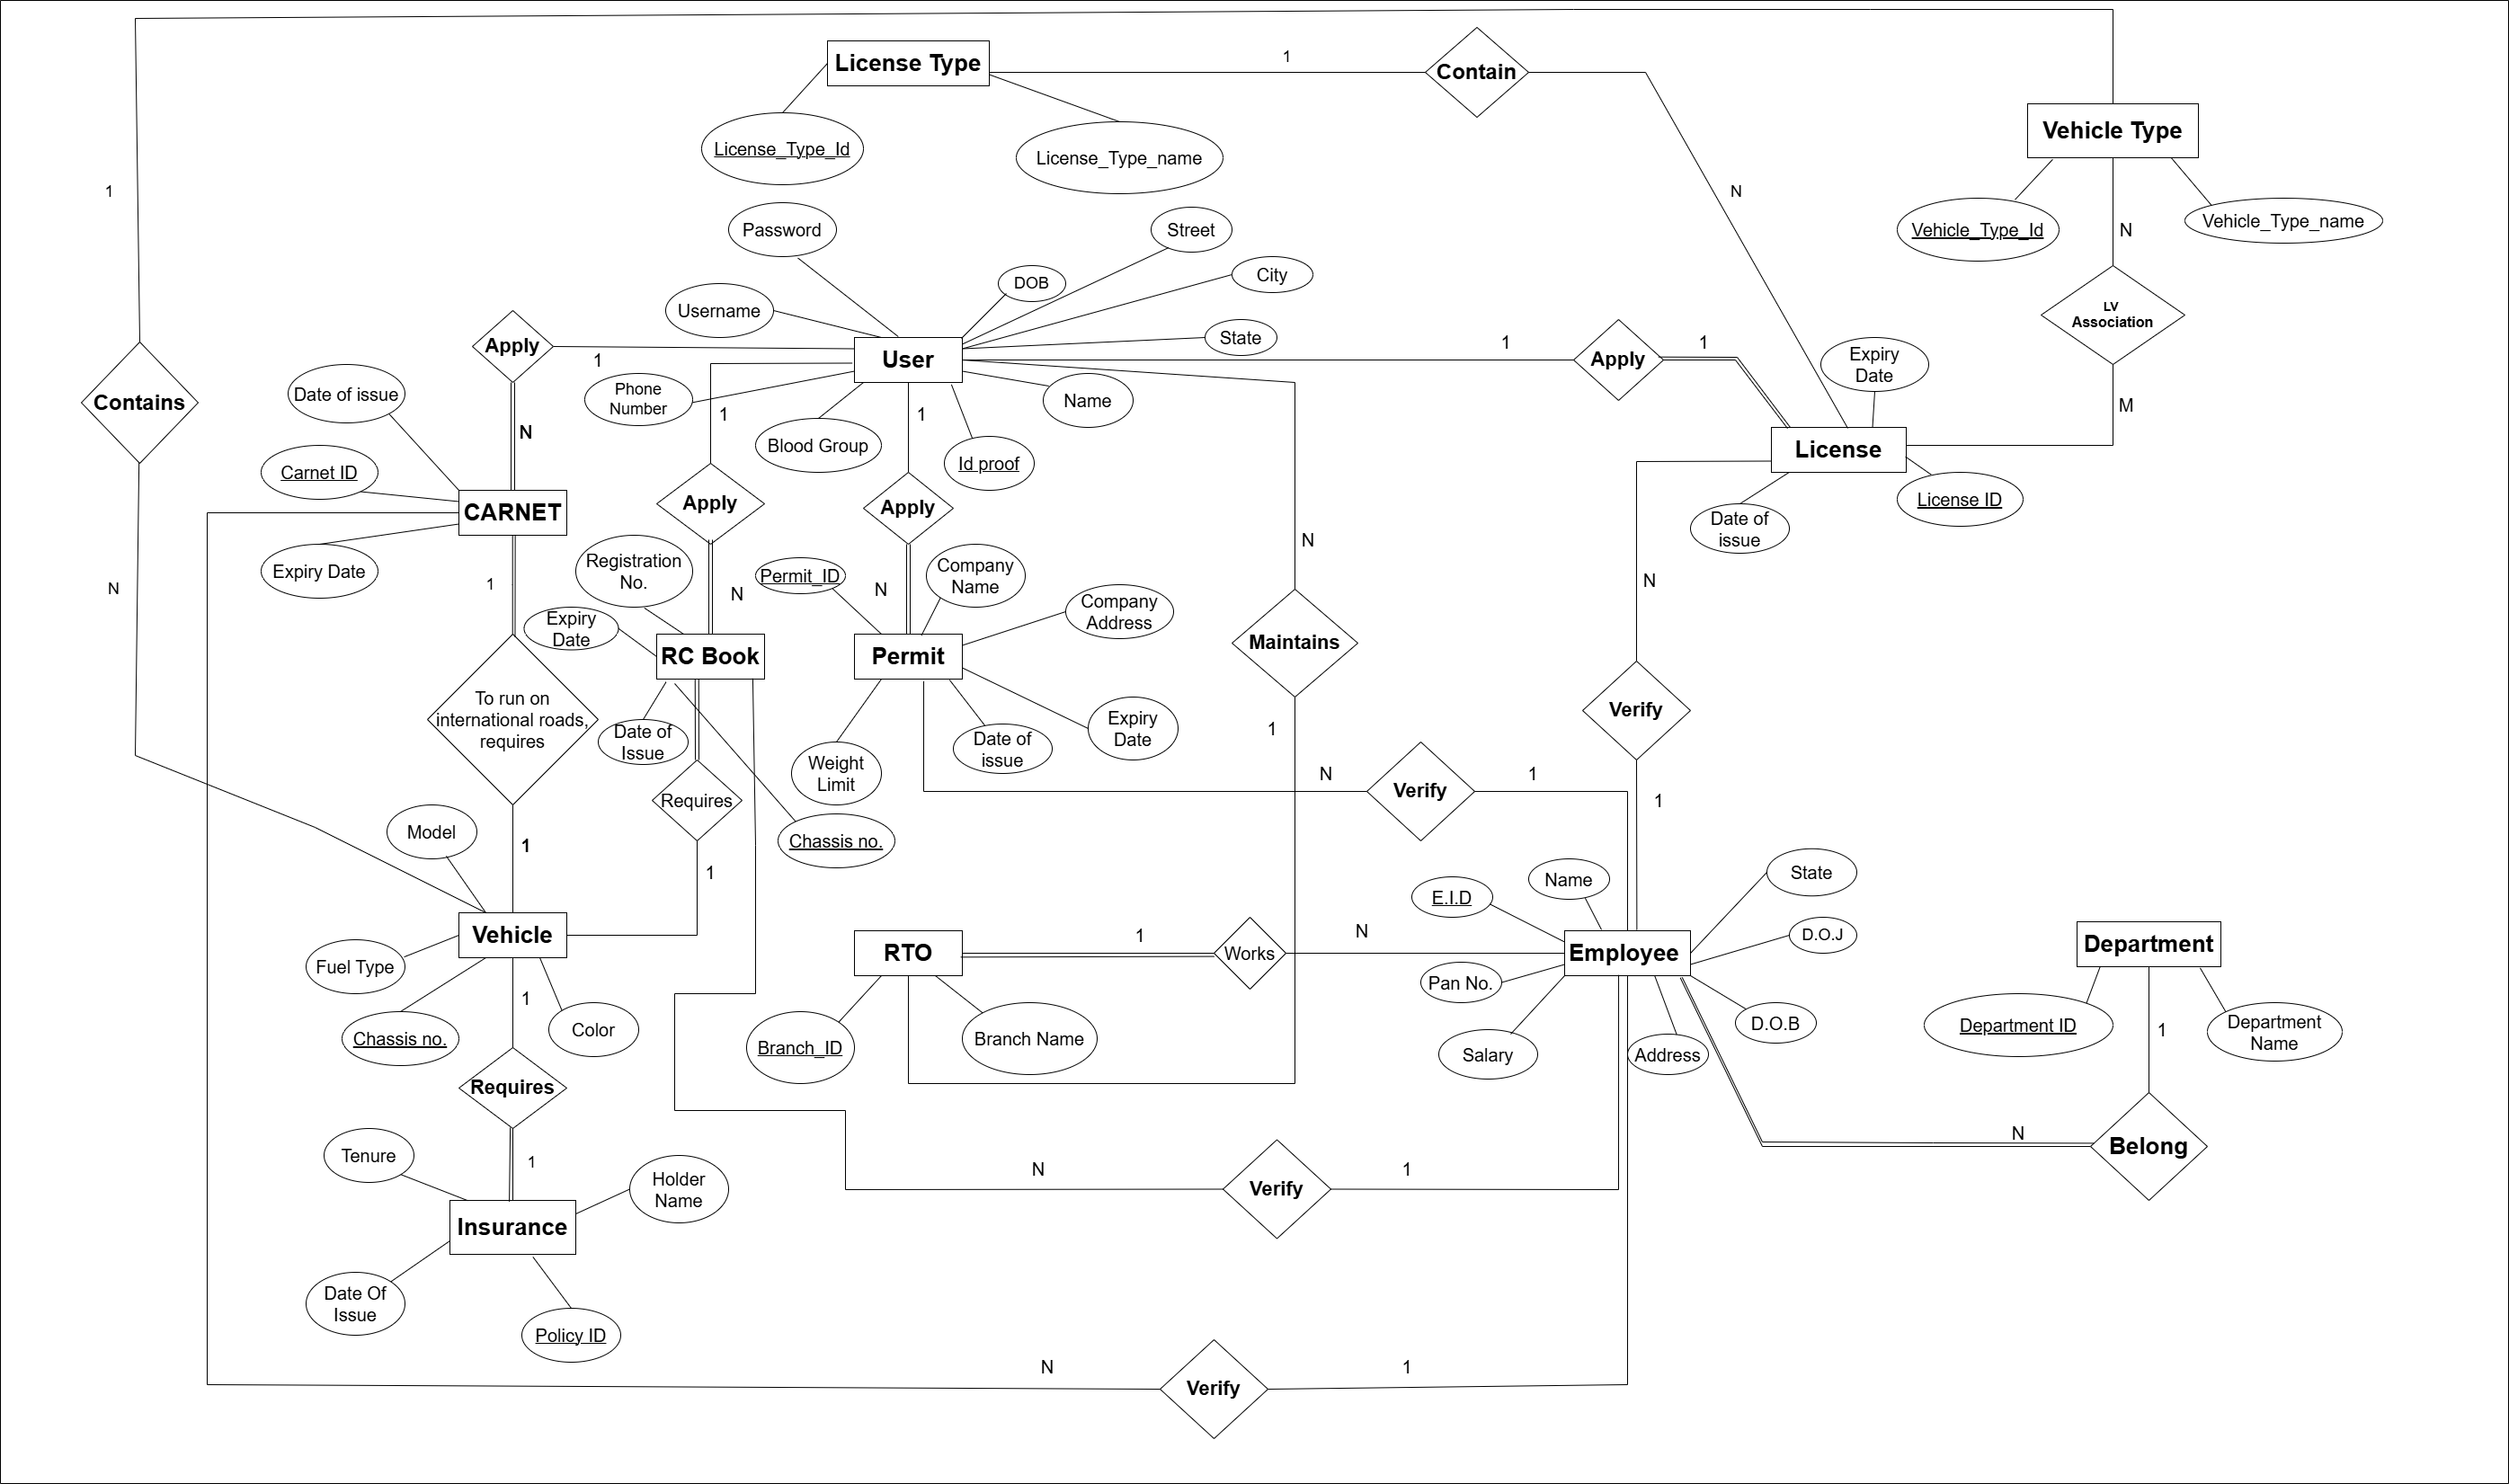 License Type
1
Contain
License_Type_Id
License_Type_name
Vehicle Type
1
N
Vehicle_Type_Id
Vehicle_Type_name
N
Password
Street
DOB
City
Username
State
LV
Association
Apply
1
User
1
Apply
1
Expiry
Date
Date of issue
Phone
Number
Name
Contains
1
1
M
N
Blood Group
Id proof
License
Carnet ID
License ID
CARNET
Apply
Apply
Date of
issue
N
Registration
No.
Expiry Date
1
Permit_ID
Company
Name
N
N
N
N
Company
Address
Expiry
Date
RC Book
Permit
Maintains
To run on
international roads,
requires
Date of
Issue
Date of
issue
Expiry
Date
1
Verify
Weight
Limit
N
1
Verify
Requires
1
Model
1
Chassis no.
1
State
Name
E.I.D
Vehicle
1
N
D.O.J
Department
RTO
Works
Employee
Fuel Type
Pan No.
1
Color
Chassis no.
Branch_ID
Branch Name
Salary
Address
D.O.B
Department ID
1
Department
Name
Requires
N
Belong
Tenure
1
N
1
Holder
Name
Verify
Insurance
Date Of
Issue
Policy ID
N
1
Verify